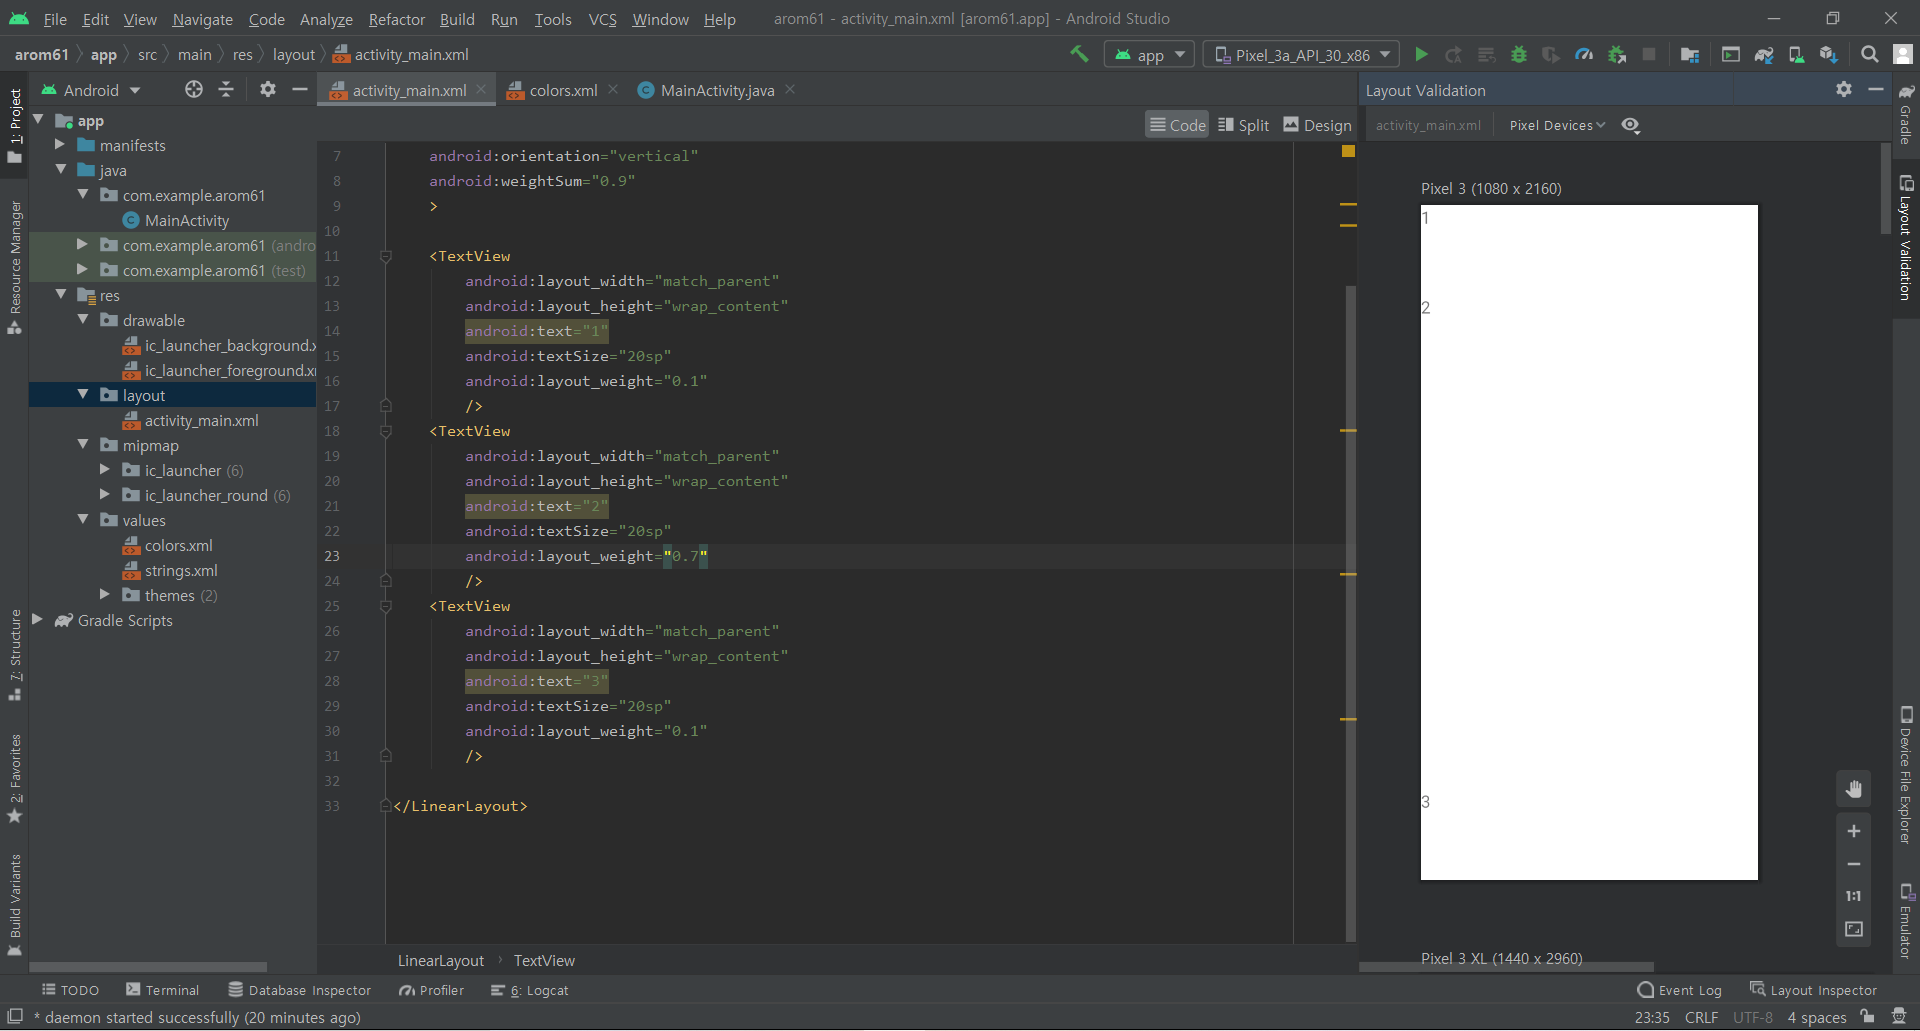 File Edit View Navigate Code Analyze Refactor Build Run Tools VCS Window Help arom61 - activity_main.xml [arom61.app] - Android Studio
arom61 app src main res layout activity_main.xml app Pixel_3a_API_30_x86
1: Project
Resource Manager
7: Structure
2: Favorites
Build Variants
Android
app
manifests
java
com.example.arom61
MainActivity
com.example.arom61 (andro
com.example.arom61 (test)
res
drawable
ic_launcher_background.x
ic_launcher_foreground.xm
layout
activity_main.xml
mipmap
ic_launcher (6)
ic_launcher_round (6)
values
colors.xml
strings.xml
themes (2)
Gradle Scripts
activity_main.xml colors.xml MainActivity.java
Code Split Design
7 android:orientation="vertical"
8 android:weightSum="0.9"
9 >
10
11 <TextView
12 android:layout_width="match_parent"
13 android:layout_height="wrap_content"
14 android:text="1"
15 android:textSize="20sp"
16 android:layout_weight="0.1"
17 />
18 <TextView
19 android:layout_width="match_parent"
20 android:layout_height="wrap_content"
21 android:text="2"
22 android:textSize="20sp"
23 android:layout_weight="0.7"
24 />
25 <TextView
26 android:layout_width="match_parent"
27 android:layout_height="wrap_content"
28 android:text="3"
29 android:textSize="20sp"
30 android:layout_weight="0.1"
31 />
32
33 </LinearLayout>
LinearLayout TextView
Layout Validation
activity_main.xml Pixel Devices
Pixel 3 (1080 x 2160)
1
2
3
1:1
Pixel 3 XL (1440 x 2960)
Gradle
Layout Validation
Device File Explorer
Emulator
TODO Terminal Database Inspector Profiler 6: Logcat Event Log Layout Inspector
* daemon started successfully (20 minutes ago) 23:35 CRLF UTF-8 4 spaces